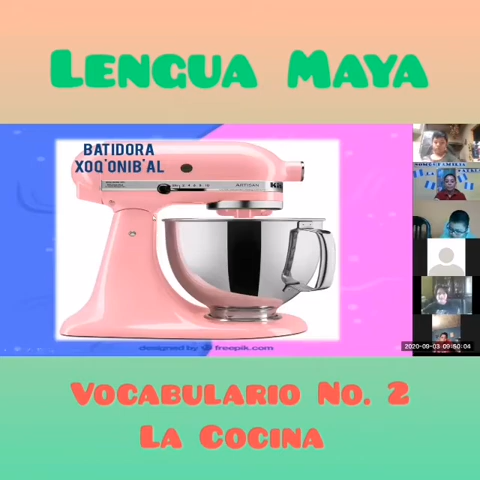 Lengua Maya
BATIDORA
XOQ'ONIB'AL
ARTISAN
designed by freepik.com
2020-09-03 09:50:04
Vocabulario No. 2
La Cocina